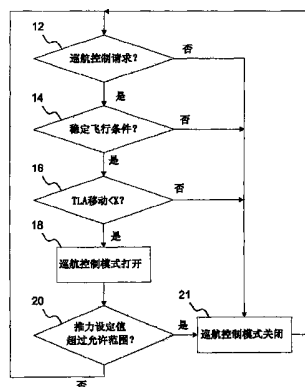 12
巡航控制请求?
否
是
14
稳定飞行条件?
否
是
16
TLA移动<X?
否
是
18
巡航控制模式打开
20
推力设定值
超过允许范围?
是
21
巡航控制模式关闭
否